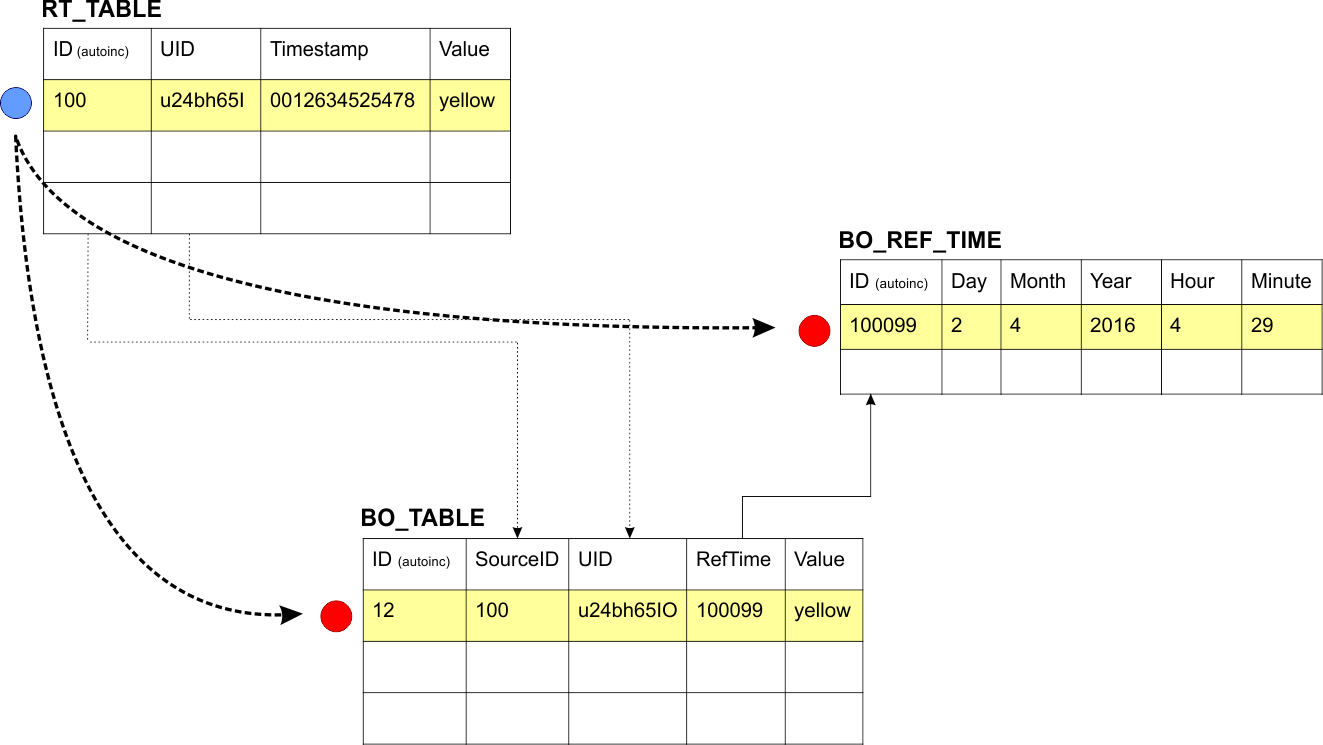 RT_TABLE
ID (autoinc) UID Timestamp Value
100 u24bh65I 0012634525478 yellow
BO_REF_TIME
ID (autoinc) Day Month Year Hour Minute
100099 2 4 2016 4 29
BO_TABLE
ID (autoinc) SourceID UID RefTime Value
12 100 u24bh65IO 100099 yellow